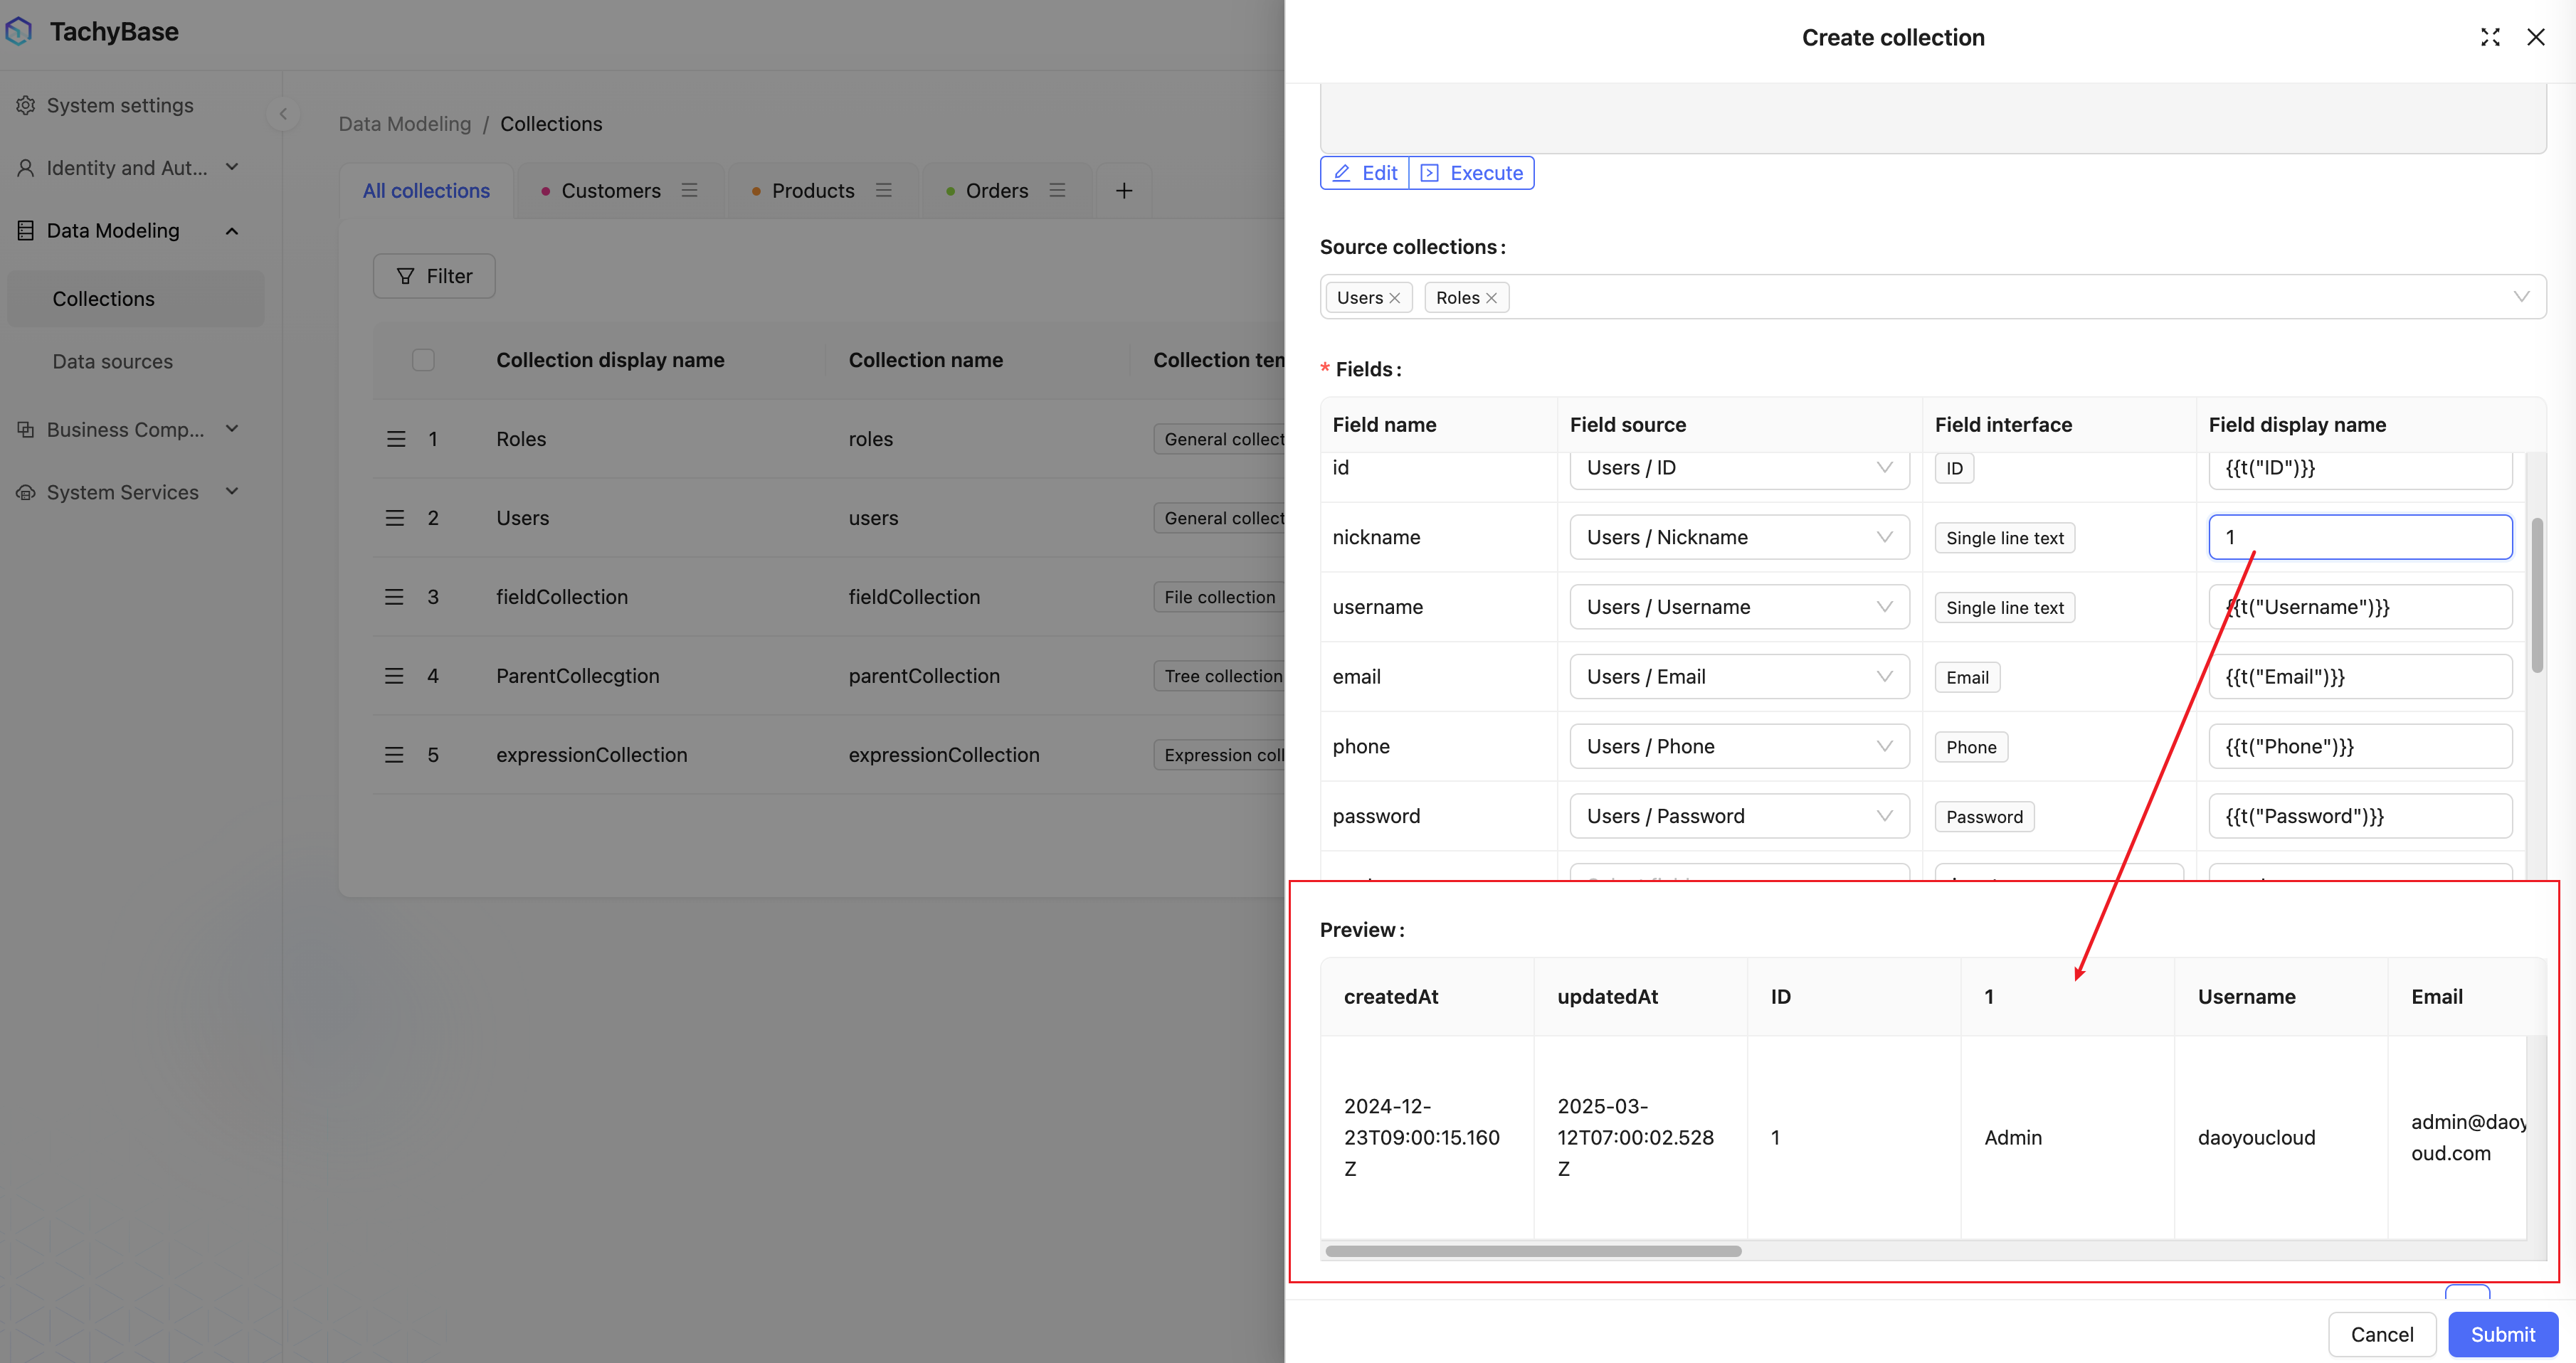 TachyBase
System settings
Identity and Aut...
Data Modeling
Collections
Data sources
Business Comp...
System Services
Data Modeling / Collections
All collections
Customers
Products
Orders
Filter
Collection display name Collection name Collection ten
1 Roles roles General collect
2 Users users General collect
3 fieldCollection fieldCollection File collection
4 ParentCollecgtion parentCollection Tree collection
5 expressionCollection expressionCollection Expression coll
Create collection
Edit Execute
Source collections :
Users Roles
* Fields :
Field name Field source Field interface Field display name
id Users / ID ID {{t("ID")}}
nickname Users / Nickname Single line text 1
username Users / Username Single line text {{t("Username")}}
email Users / Email Email {{t("Email")}}
phone Users / Phone Phone {{t("Phone")}}
password Users / Password Password {{t("Password")}}
Preview :
createdAt updatedAt ID 1 Username Email
2024-12-
23T09:00:15.160
Z
2025-03-
12T07:00:02.528
Z
1
Admin
daoyoucloud
admin@daoy
oud.com
Cancel Submit